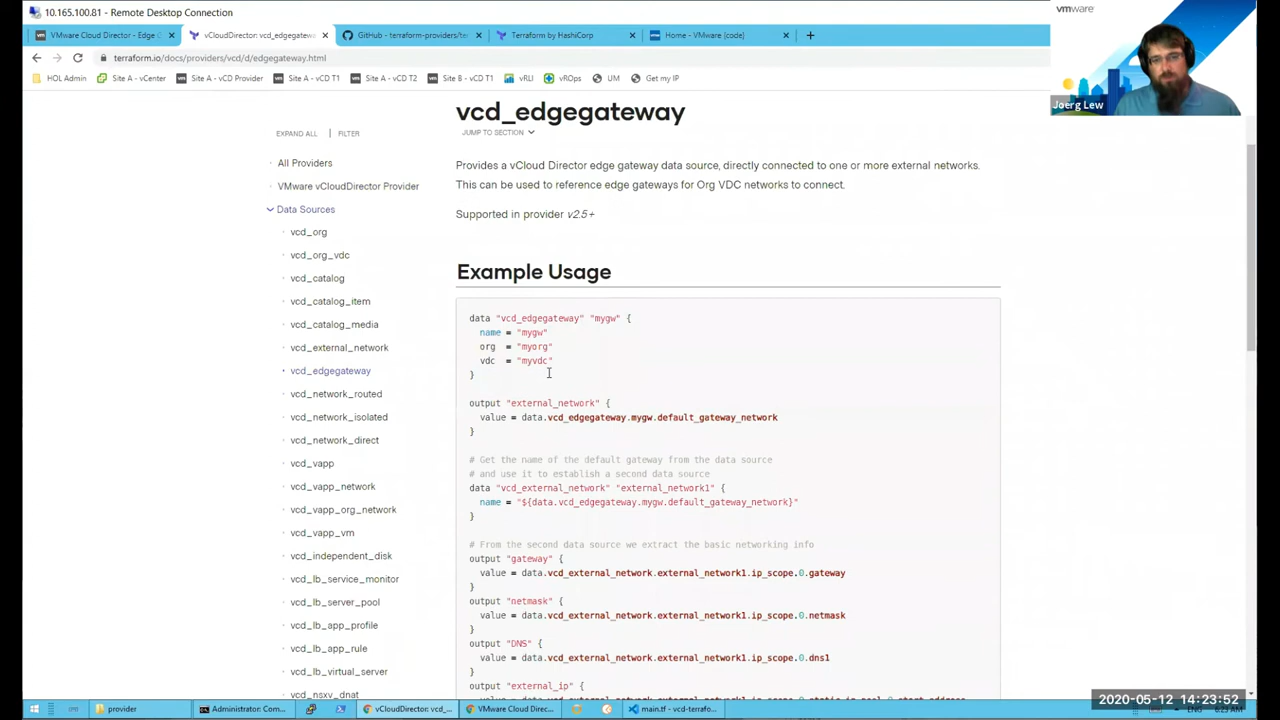 10.165.100.81 - Remote Desktop Connection
VMware Cloud Director - Edge G
vCloudDirector: vcd_edgegatewa
GitHub - terraform-providers/ter
Terraform by HashiCorp
Home - VMware {code}
terraform.io/docs/providers/vcd/d/edgegateway.html
HOL Admin
Site A - vCenter
Site A - vCD Provider
Site A - vCD T1
Site A - vCD T2
Site B - vCD T1
vRLI
vROps
UM
Get my IP
vmware
Joerg Lew
EXPAND ALL
FILTER
All Providers
VMware vCloudDirector Provider
Data Sources
vcd_org
vcd_org_vdc
vcd_catalog
vcd_catalog_item
vcd_catalog_media
vcd_external_network
vcd_edgegateway
vcd_network_routed
vcd_network_isolated
vcd_network_direct
vcd_vapp
vcd_vapp_network
vcd_vapp_org_network
vcd_vapp_vm
vcd_independent_disk
vcd_lb_service_monitor
vcd_lb_server_pool
vcd_lb_app_profile
vcd_lb_app_rule
vcd_lb_virtual_server
vcd_nsxv_dnat
vcd_edgegateway
JUMP TO SECTION
Provides a vCloud Director edge gateway data source, directly connected to one or more external networks.
This can be used to reference edge gateways for Org VDC networks to connect.
Supported in provider v2.5+
Example Usage
data "vcd_edgegateway" "mygw" {
name = "mygw"
org = "myorg"
vdc = "myvdc"
}
output "external_network" {
value = data.vcd_edgegateway.mygw.default_gateway_network
}
# Get the name of the default gateway from the data source
# and use it to establish a second data source
data "vcd_external_network" "external_network1" {
name = "${data.vcd_edgegateway.mygw.default_gateway_network}"
}
# From the second data source we extract the basic networking info
output "gateway" {
value = data.vcd_external_network.external_network1.ip_scope.0.gateway
}
output "netmask" {
value = data.vcd_external_network.external_network1.ip_scope.0.netmask
}
output "DNS" {
value = data.vcd_external_network.external_network1.ip_scope.0.dns1
}
output "external_ip" {
provider
Administrator: Com...
vCloudDirector: vcd_...
VMware Cloud Direc...
main.tf - vcd-terrafo...
2020-05-12 14:23:52